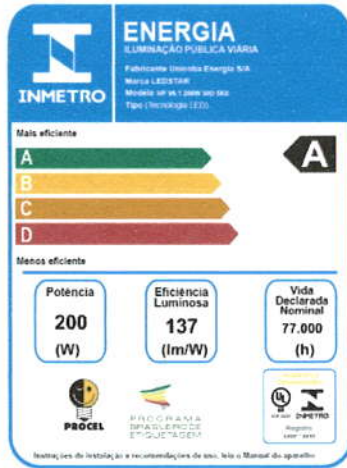 ENERGIA
ILUMINAÇÃO PÚBLICA VIÁRIA
INMETRO
Fabricante Unicoba Energia S/A
Marca LEDSTAR
Modelo
Tipo (Tecnologia LED)
Mais eficiente
A
A
B
C
D
Menos eficiente
Potência
200
(W)
Eficiência
Luminosa
137
(lm/W)
Vida
Declarada
Nominal
77.000
(h)
PROCEL
PROGRAMA
BRASILEIRO DE
ETIQUETAGEM
UL
INMETRO
Registro
Instruções de instalação e recomendações de uso, leia o Manual do aparelho